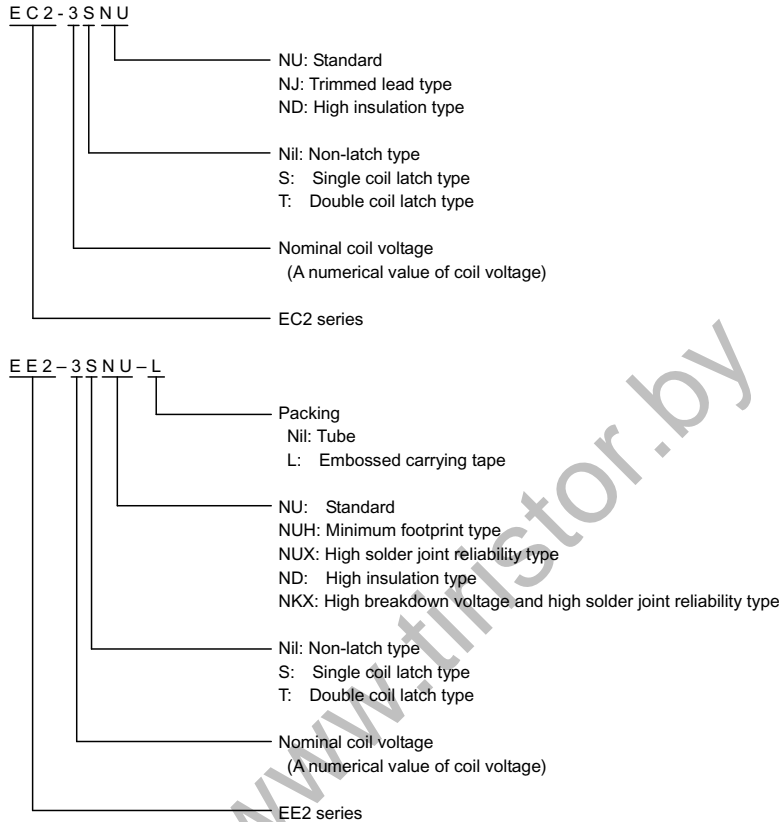 EC2-3SNU
NU: Standard
NJ: Trimmed lead type
ND: High insulation type
Nil: Non-latch type
S: Single coil latch type
T: Double coil latch type
Nominal coil voltage
(A numerical value of coil voltage)
EC2 series
EE2–3SNU–L
Packing
Nil: Tube
L: Embossed carrying tape
NU: Standard
NUH: Minimum footprint type
NUX: High solder joint reliability type
ND: High insulation type
NKX: High breakdown voltage and high solder joint reliability type
Nil: Non-latch type
S: Single coil latch type
T: Double coil latch type
Nominal coil voltage
(A numerical value of coil voltage)
EE2 series
www.tiristor.by